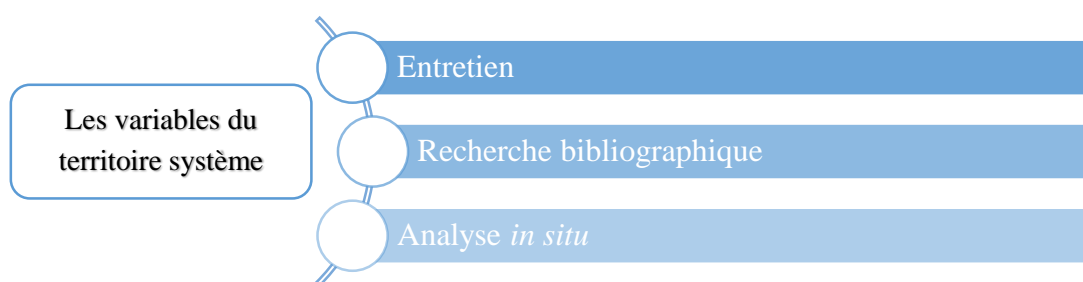 Les variables du
territoire système
Entretien
Recherche bibliographique
Analyse in situ